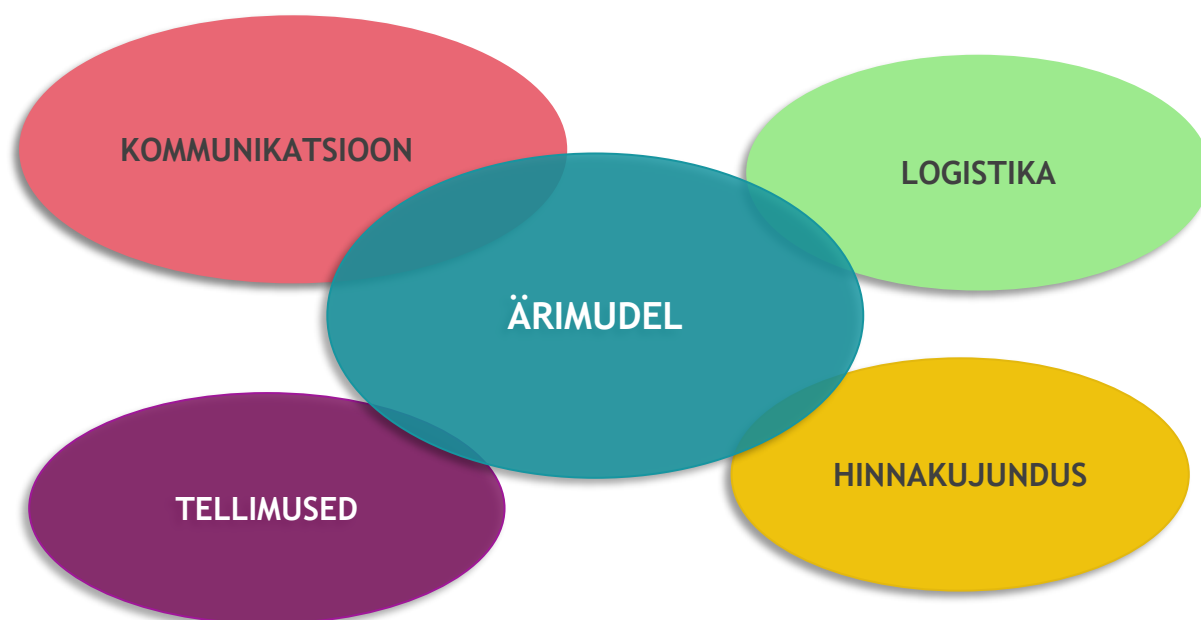 KOMMUNIKATSIOON
LOGISTIKA
ÄRIMUDEL
TELLIMUSED
HINNAKUJUNDUS